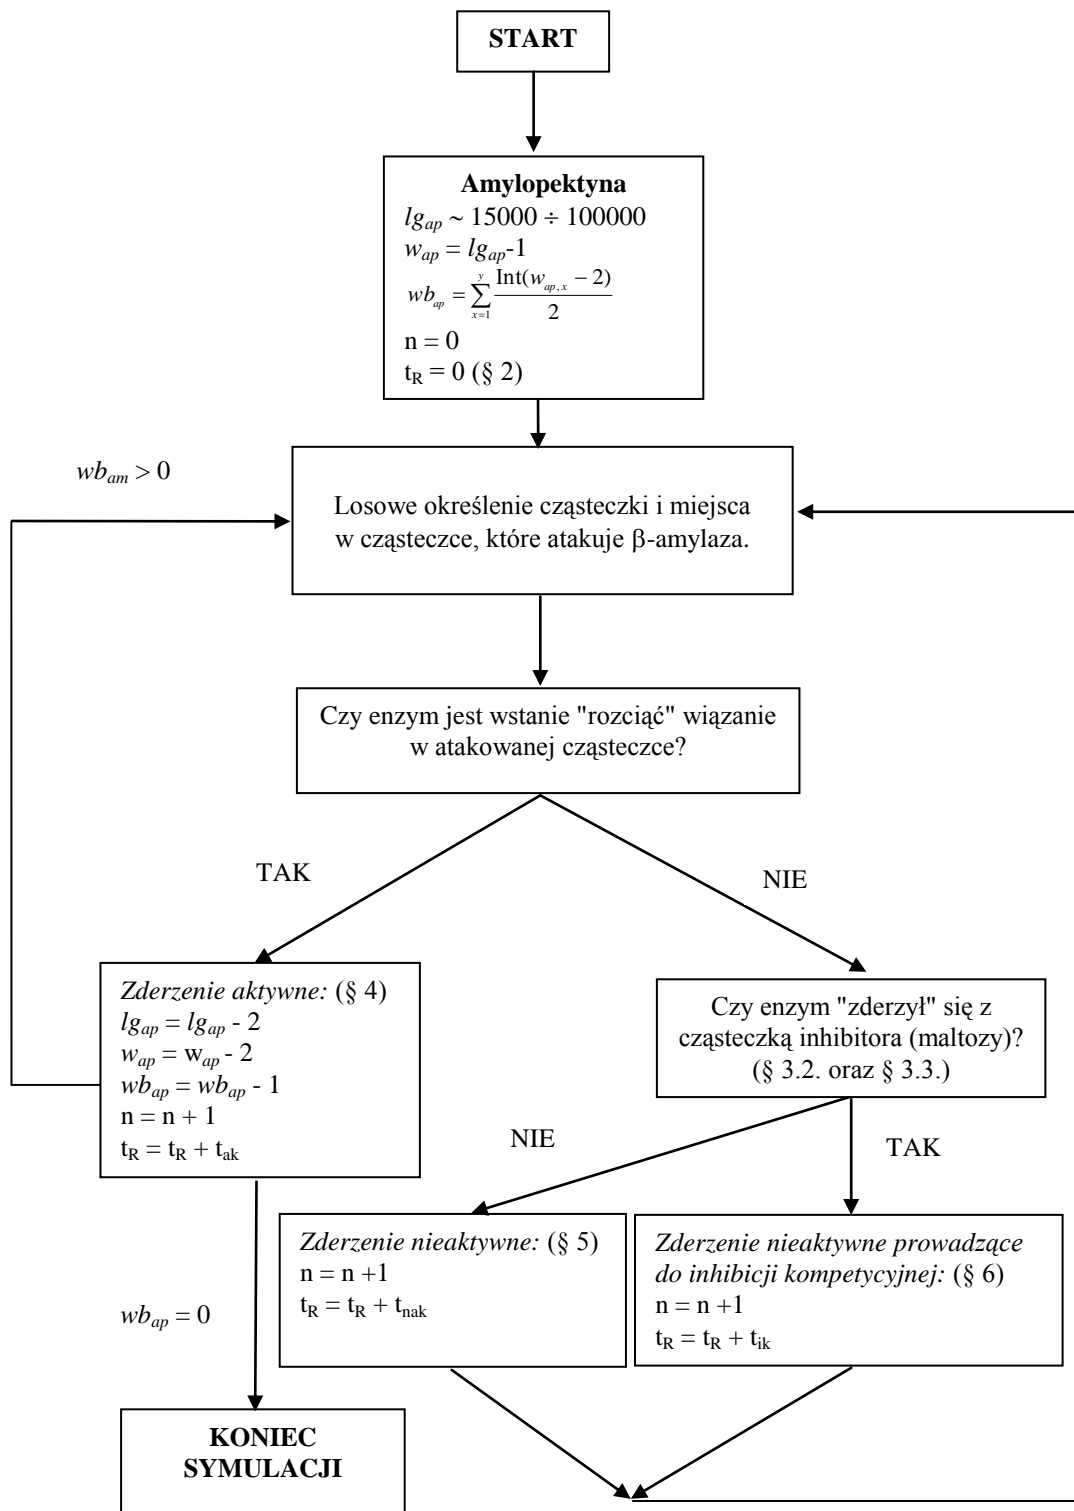 START
Amylopektyna
lg_ap ~ 15000 ÷ 100000
w_ap = lg_ap-1
wb_ap = \sum_{x=1}^{y} \frac{Int(w_{ap,x} - 2)}{2}
n = 0
t_R = 0 (§ 2)
wb_am > 0
Losowe określenie cząsteczki i miejsca
w cząsteczce, które atakuje β-amylaza.
Czy enzym jest wstanie "rozciąć" wiązanie
w atakowanej cząsteczce?
TAK
NIE
Zderzenie aktywne: (§ 4)
lg_ap = lg_ap - 2
w_ap = w_ap - 2
wb_ap = wb_ap - 1
n = n + 1
t_R = t_R + t_ak
Czy enzym "zderzył" się z
cząsteczką inhibitora (maltozy)?
(§ 3.2. oraz § 3.3.)
NIE
TAK
Zderzenie nieaktywne: (§ 5)
n = n +1
t_R = t_R + t_nak
Zderzenie nieaktywne prowadzące
do inhibicji kompetycyjnej: (§ 6)
n = n +1
t_R = t_R + t_ik
wb_ap = 0
KONIEC
SYMULACJI